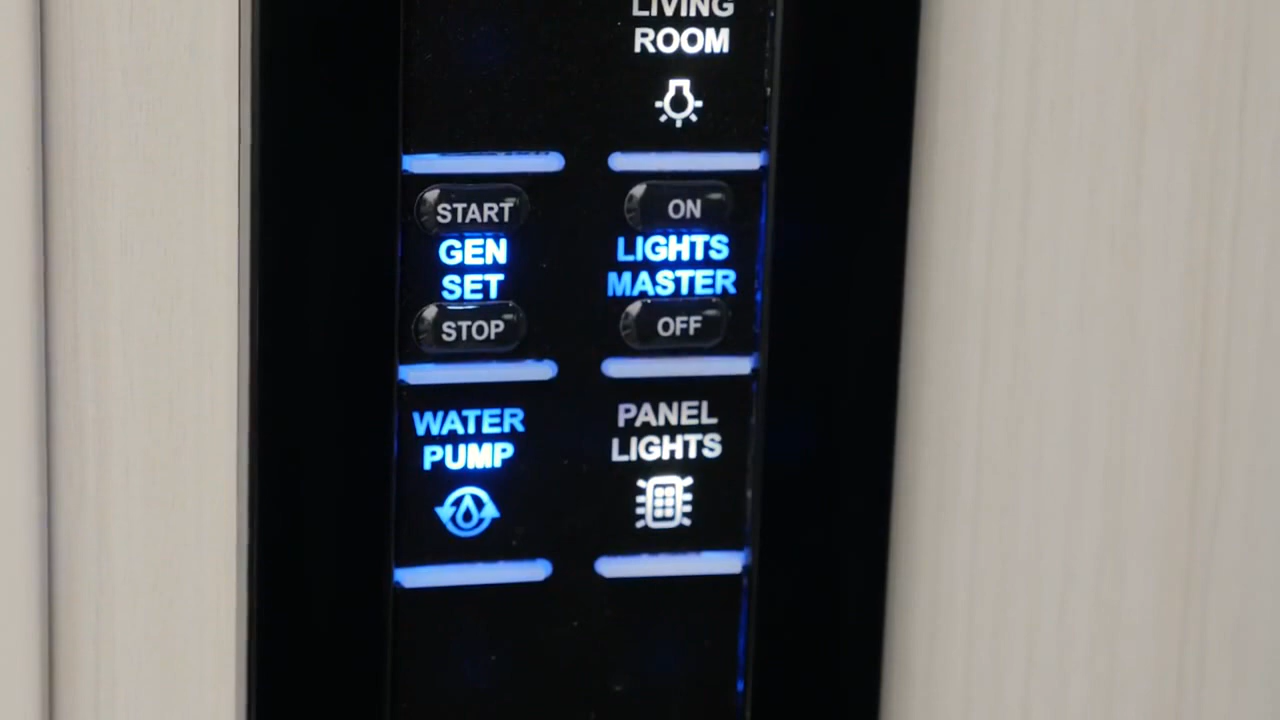 LIVING
ROOM
START
GEN
SET
STOP
ON
LIGHTS
MASTER
OFF
WATER
PUMP
PANEL
LIGHTS